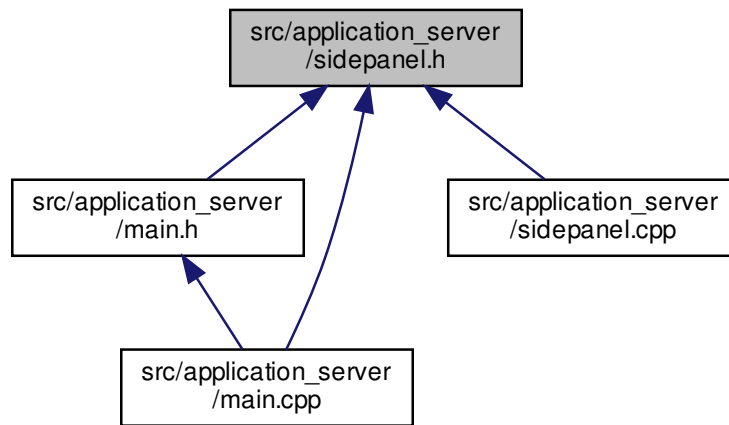 src/application_server
/sidepanel.h
src/application_server
/main.h
src/application_server
/sidepanel.cpp
src/application_server
/main.cpp